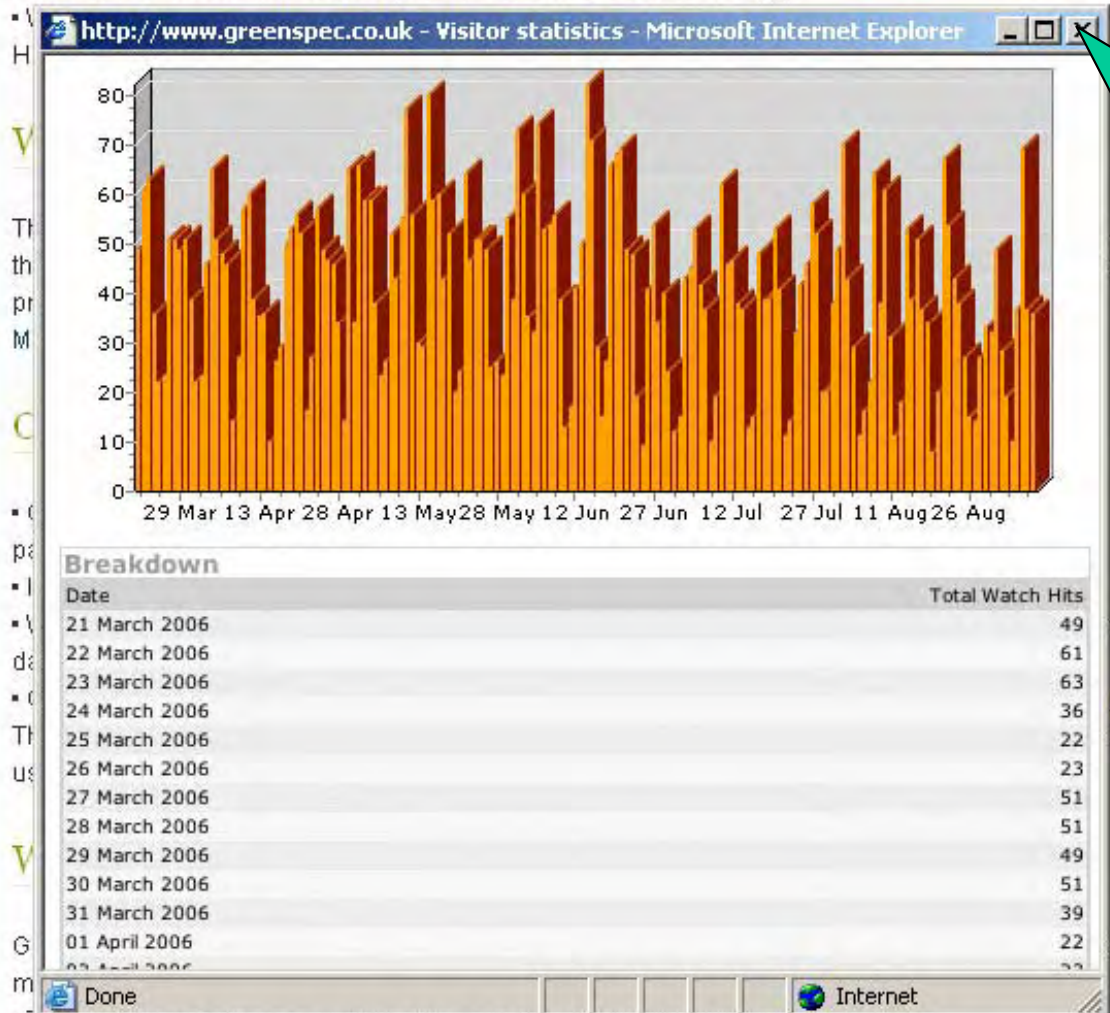 http://www.greenspec.co.uk - Visitor statistics - Microsoft Internet Explorer
80
70
60
50
40
30
20
10
0
29 Mar 13 Apr 28 Apr 13 May 28 May 12 Jun 27 Jun 12 Jul 27 Jul 11 Aug 26 Aug
Breakdown
Date Total Watch Hits
21 March 2006 49
22 March 2006 61
23 March 2006 63
24 March 2006 36
25 March 2006 22
26 March 2006 23
27 March 2006 51
28 March 2006 51
29 March 2006 49
30 March 2006 51
31 March 2006 39
01 April 2006 22
Done Internet